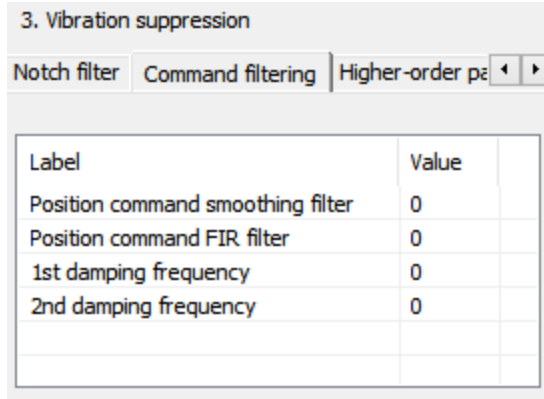 3. Vibration suppression
Notch filter Command filtering Higher-order pa
Label Value
Position command smoothing filter 0
Position command FIR filter 0
1st damping frequency 0
2nd damping frequency 0